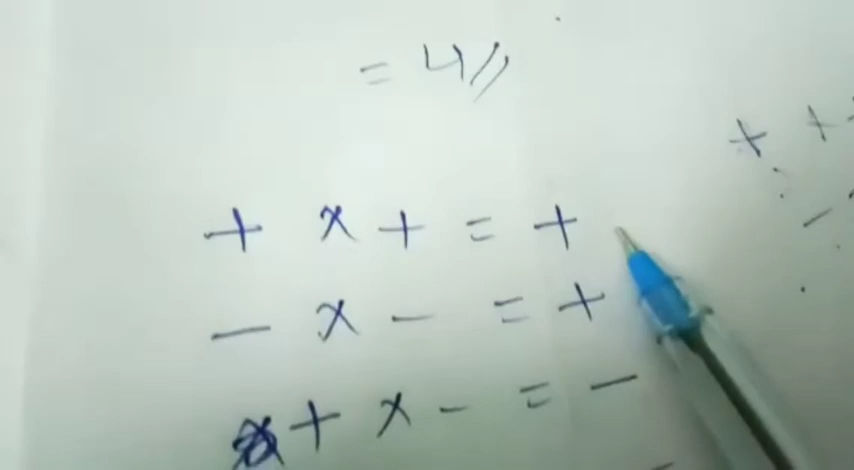 = 4//
+ x + = +
- x - = +
+ x - = -
+ +
-